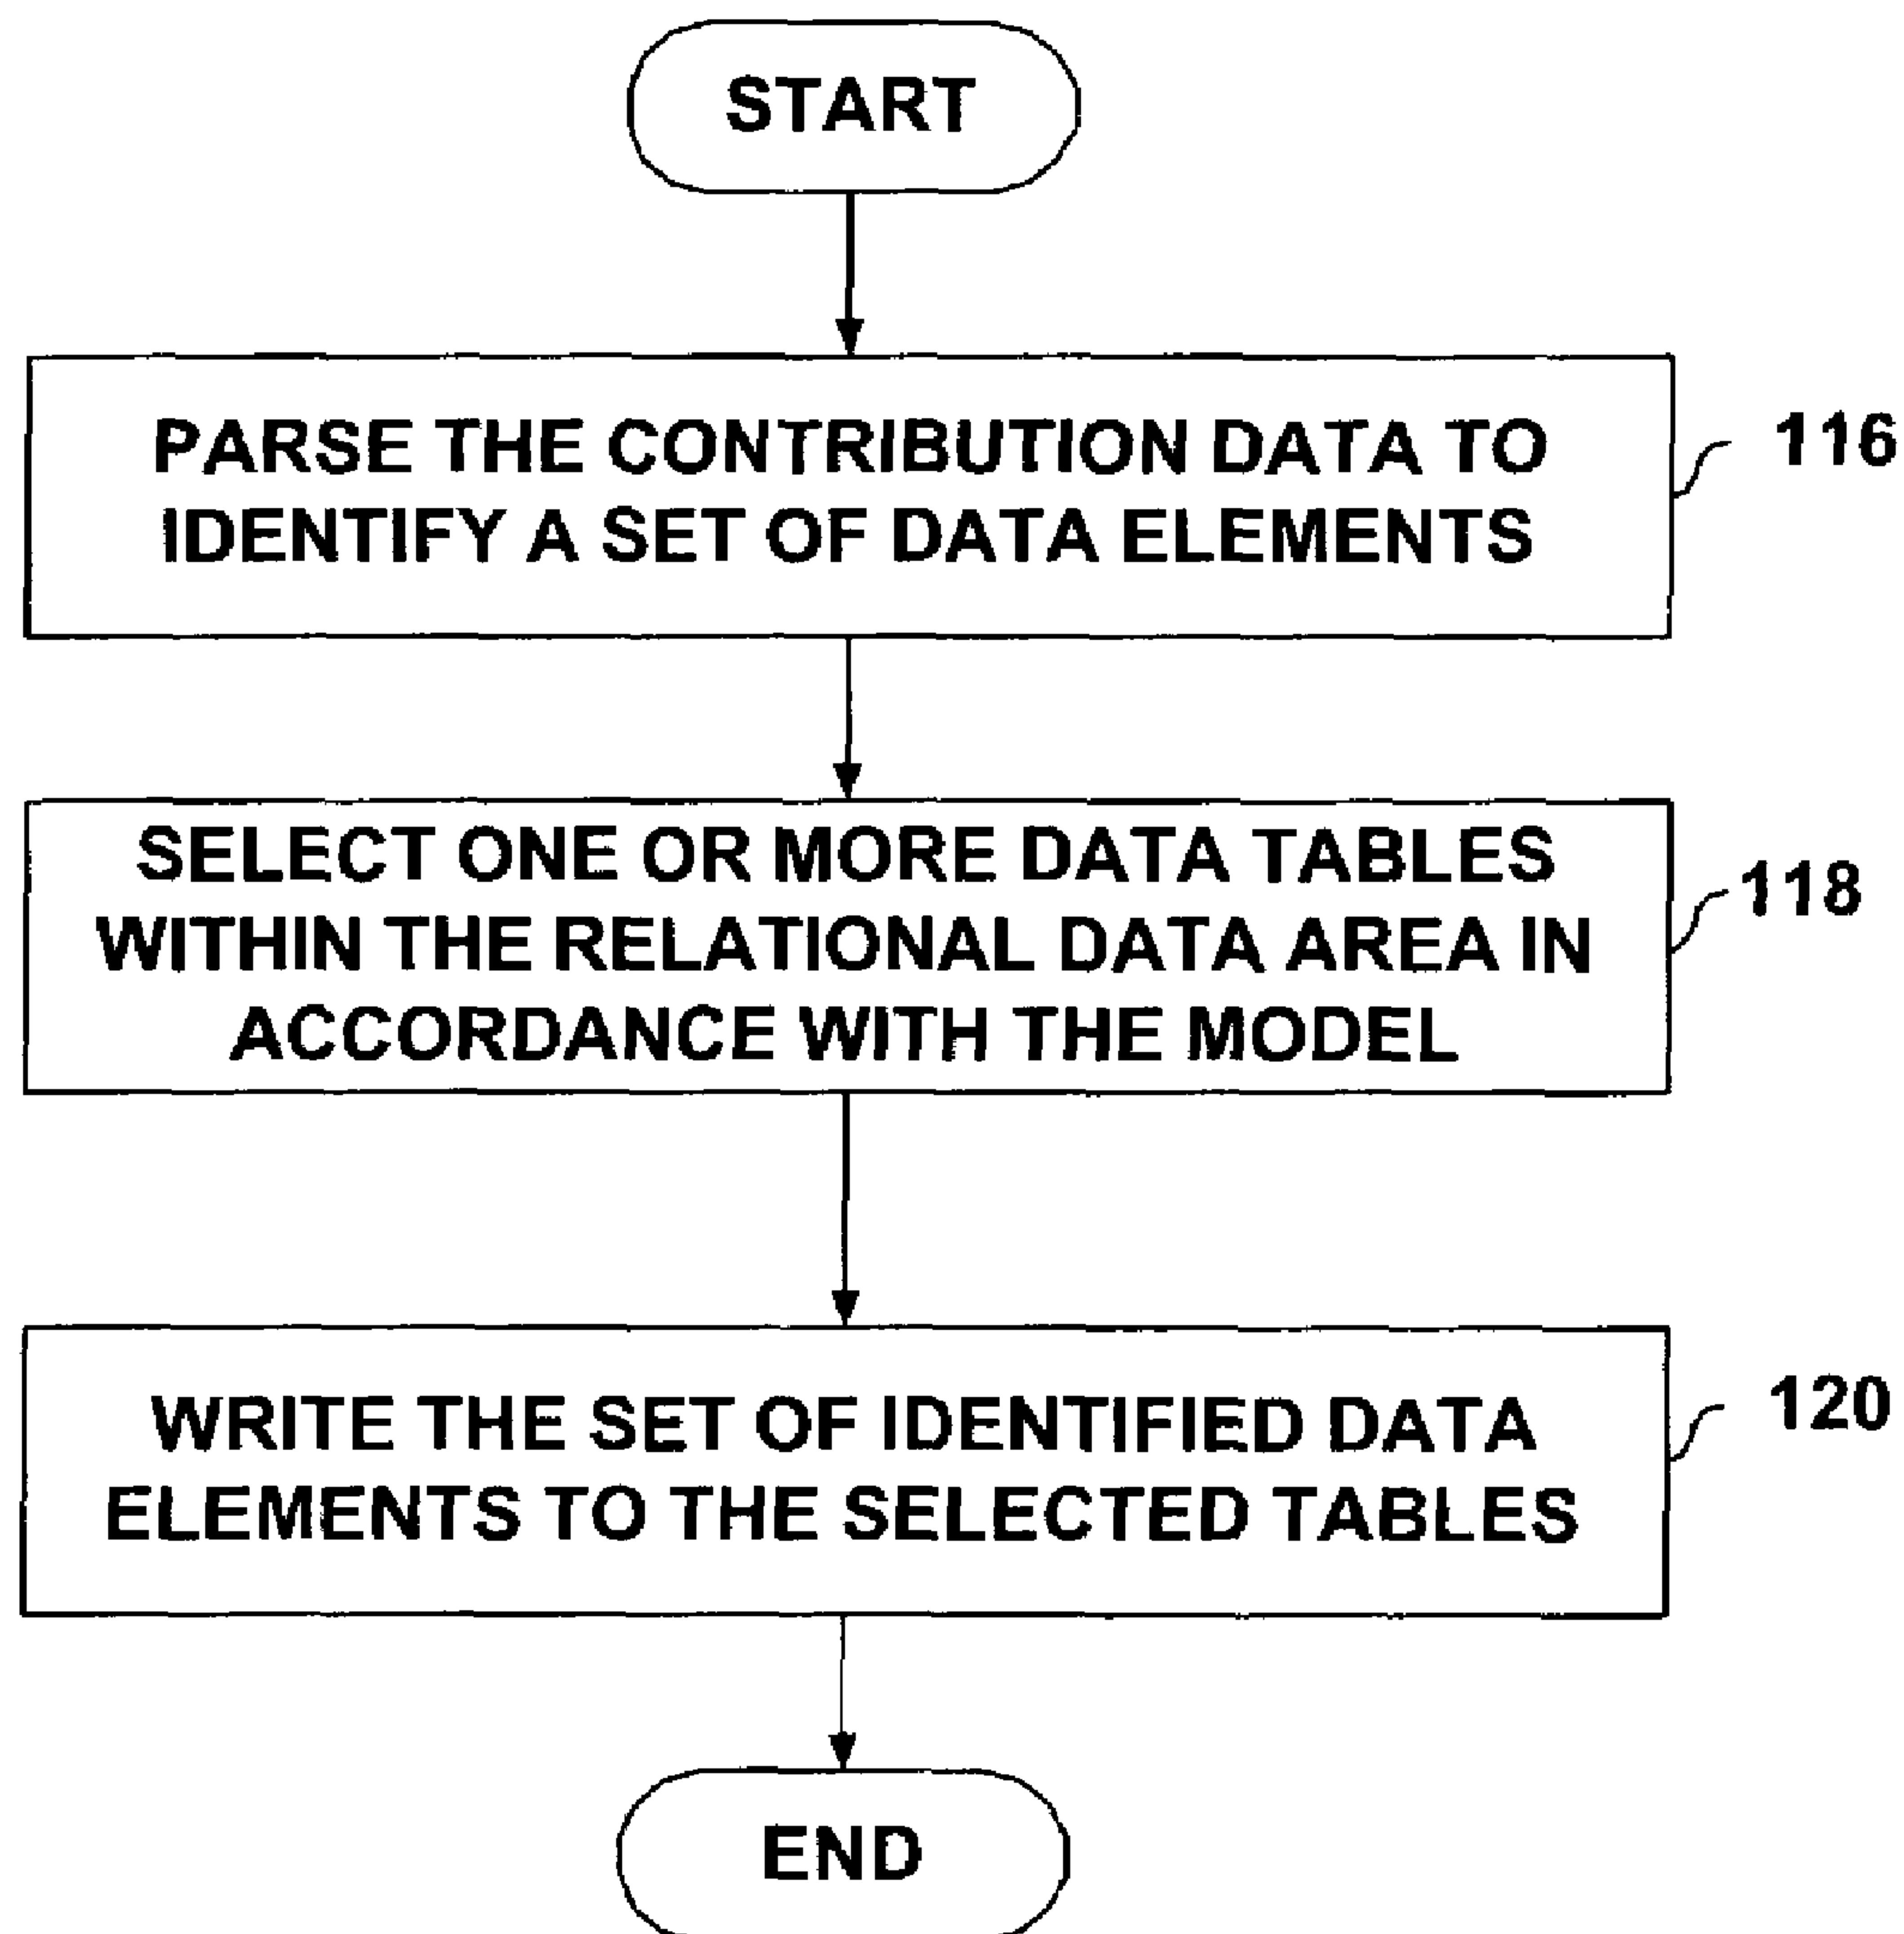 START
PARSE THE CONTRIBUTION DATA TO
IDENTIFY A SET OF DATA ELEMENTS
116
SELECT ONE OR MORE DATA TABLES
WITHIN THE RELATIONAL DATA AREA IN
ACCORDANCE WITH THE MODEL
118
WRITE THE SET OF IDENTIFIED DATA
ELEMENTS TO THE SELECTED TABLES
120
END